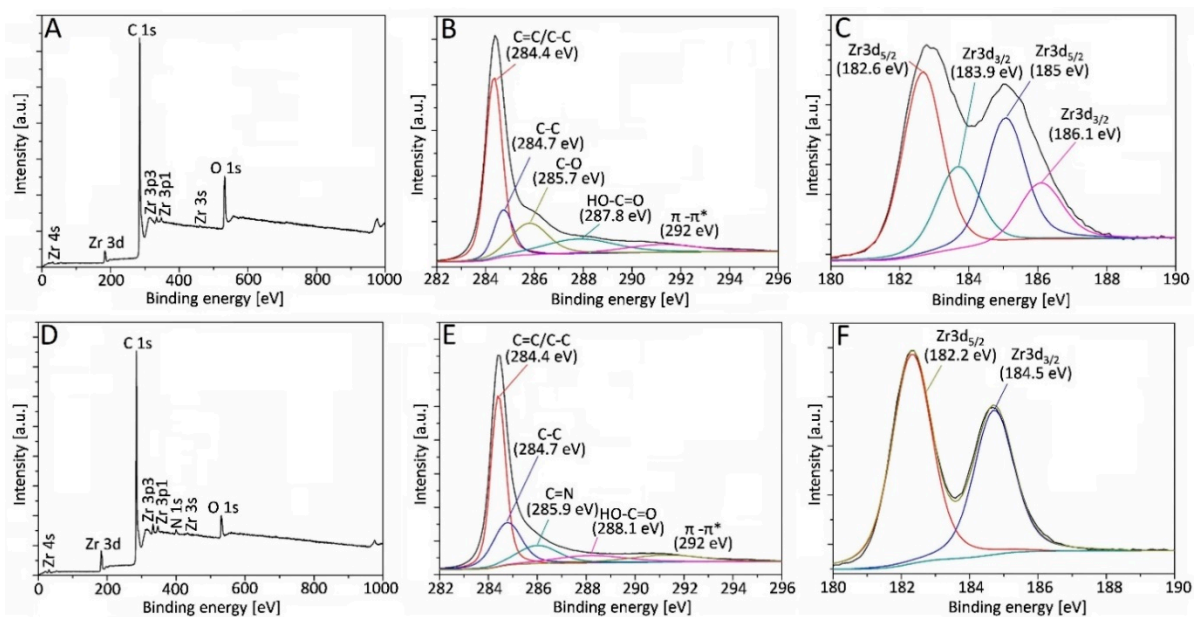 A
C 1s
Zr 3p3
Zr 3p1
Zr 3s
O 1s
Zr 4s
Zr 3d
Intensity [a.u.]
0 200 400 600 800 1000
Binding energy [eV]
B
C=C/C-C
(284.4 eV)
C-C
(284.7 eV)
C-O
(285.7 eV)
HO-C=O
(287.8 eV)
π -π*
(292 eV)
Intensity [a.u.]
282 284 286 288 290 292 294 296
Binding energy [eV]
C
Zr3d5/2
(182.6 eV)
Zr3d3/2
(183.9 eV)
Zr3d5/2
(185 eV)
Zr3d3/2
(186.1 eV)
Intensity [a.u.]
180 182 184 186 188 190
Binding energy [eV]
D
C 1s
Zr 3p3
Zr 3p1
N 1s
Zr 3s
O 1s
Zr 4s
Zr 3d
Intensity [a.u.]
0 200 400 600 800 1000
Binding energy [eV]
E
C=C/C-C
(284.4 eV)
C-C
(284.7 eV)
C=N
(285.9 eV)
HO-C=O
(288.1 eV)
π -π*
(292 eV)
Intensity [a.u.]
282 284 286 288 290 292 294 296
Binding energy [eV]
F
Zr3d5/2
(182.2 eV)
Zr3d3/2
(184.5 eV)
Intensity [a.u.]
180 182 184 186 188 190
Binding energy [eV]